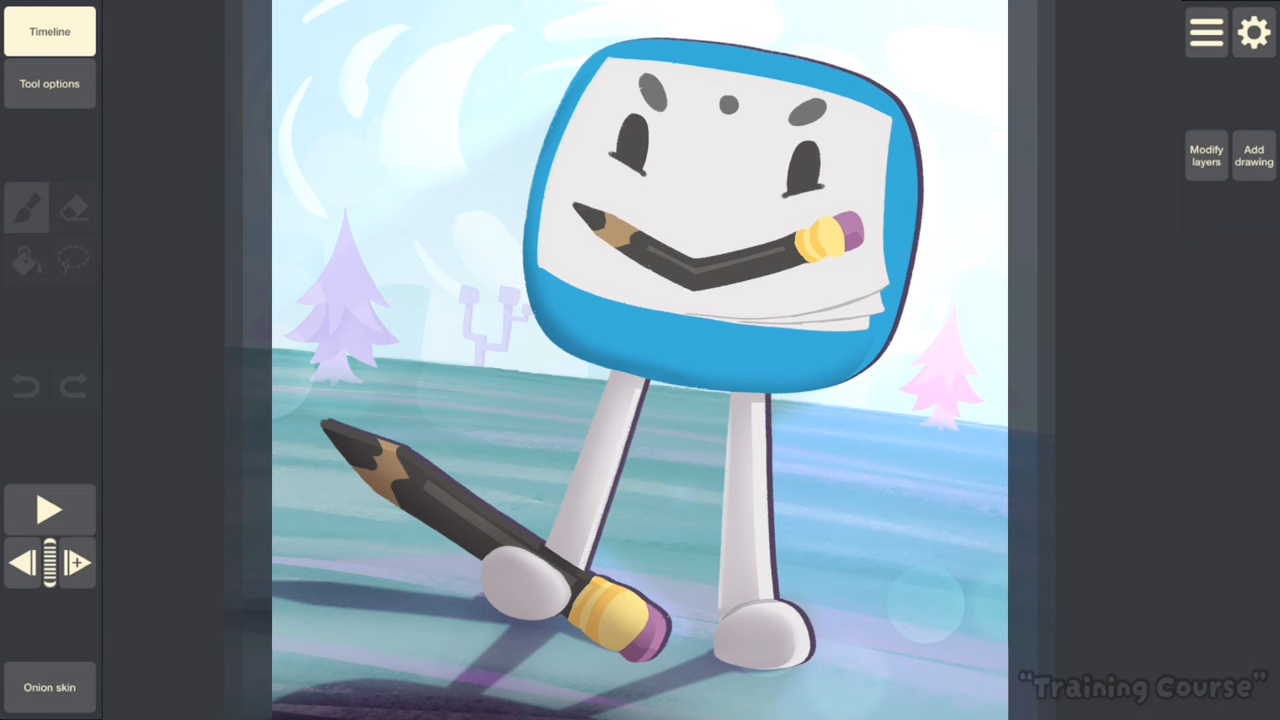 Timeline
Tool options
Modify
layers
Add
drawing
Onion skin
“Training Course”